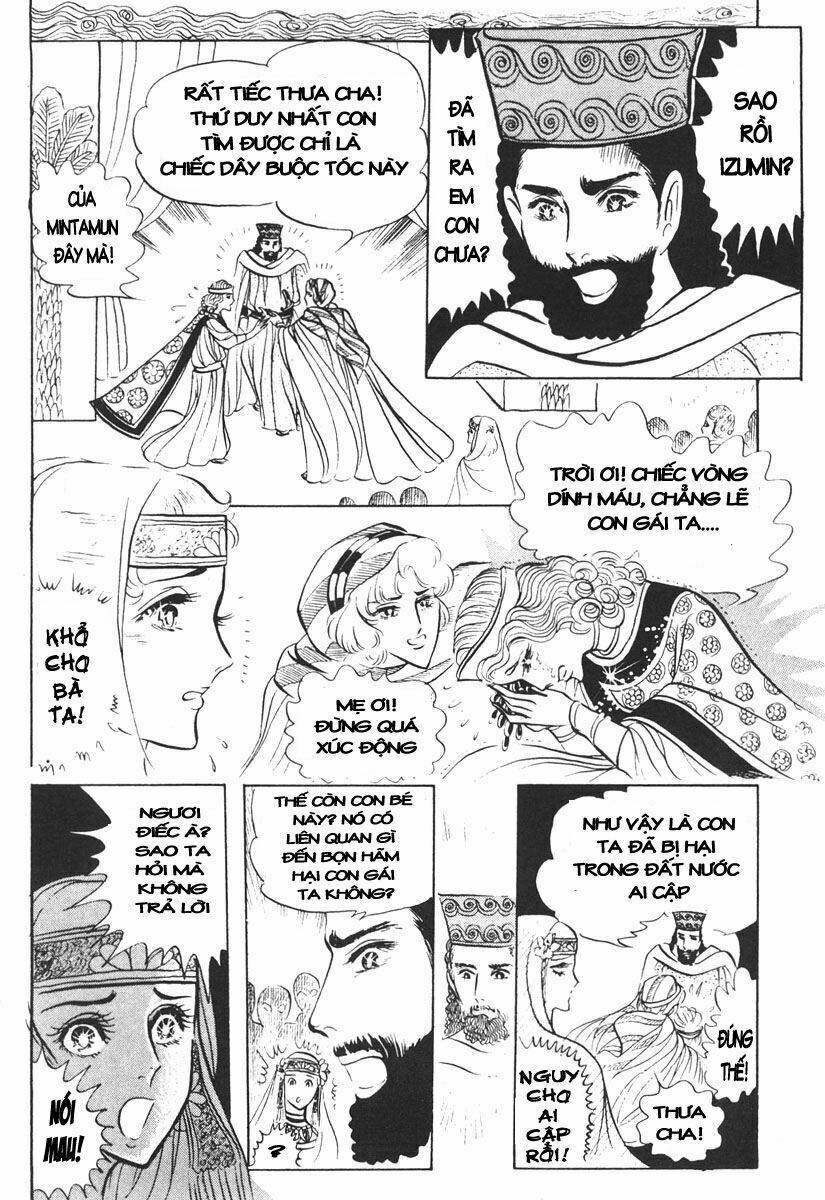 SAO
RỒI
IZUMIN?
ĐÃ
TÌM
RA
EM
CON
CHƯA?
RẤT TIẾC THƯA CHA!
THỨ DUY NHẤT CON
TÌM ĐƯỢC CHỈ LÀ
CHIẾC DÂY BUỘC TÓC NÀY
CỦA
MINTAMUN
ĐÂY MÀ!
TRỜI ƠI! CHIẾC VÒNG
DÍNH MÁU, CHẲNG LẼ
CON GÁI TA....
MẸ ƠI!
ĐỪNG QUÁ
XÚC ĐỘNG
KHẢ
CHO
BÀ
TA!
NHƯ VẬY LÀ CON
TA ĐÃ BỊ HẠI
TRONG ĐẤT NƯỚC
AI CẬP
ĐÚNG
THẾ!
THƯA
CHA!
NGUY
CHO
AI
CẬP
RỒI!
THẾ CÒN CON BÉ
NÀY? NÓ CÓ
LIÊN QUAN GÌ
ĐẾN BỌN HÃM
HẠI CON GÁI
TA KHÔNG?
?
NGƯƠI
ĐIẾC À?
SAO TA
HỎI MÀ
KHÔNG
TRẢ LỜI
NÓI
MAU!